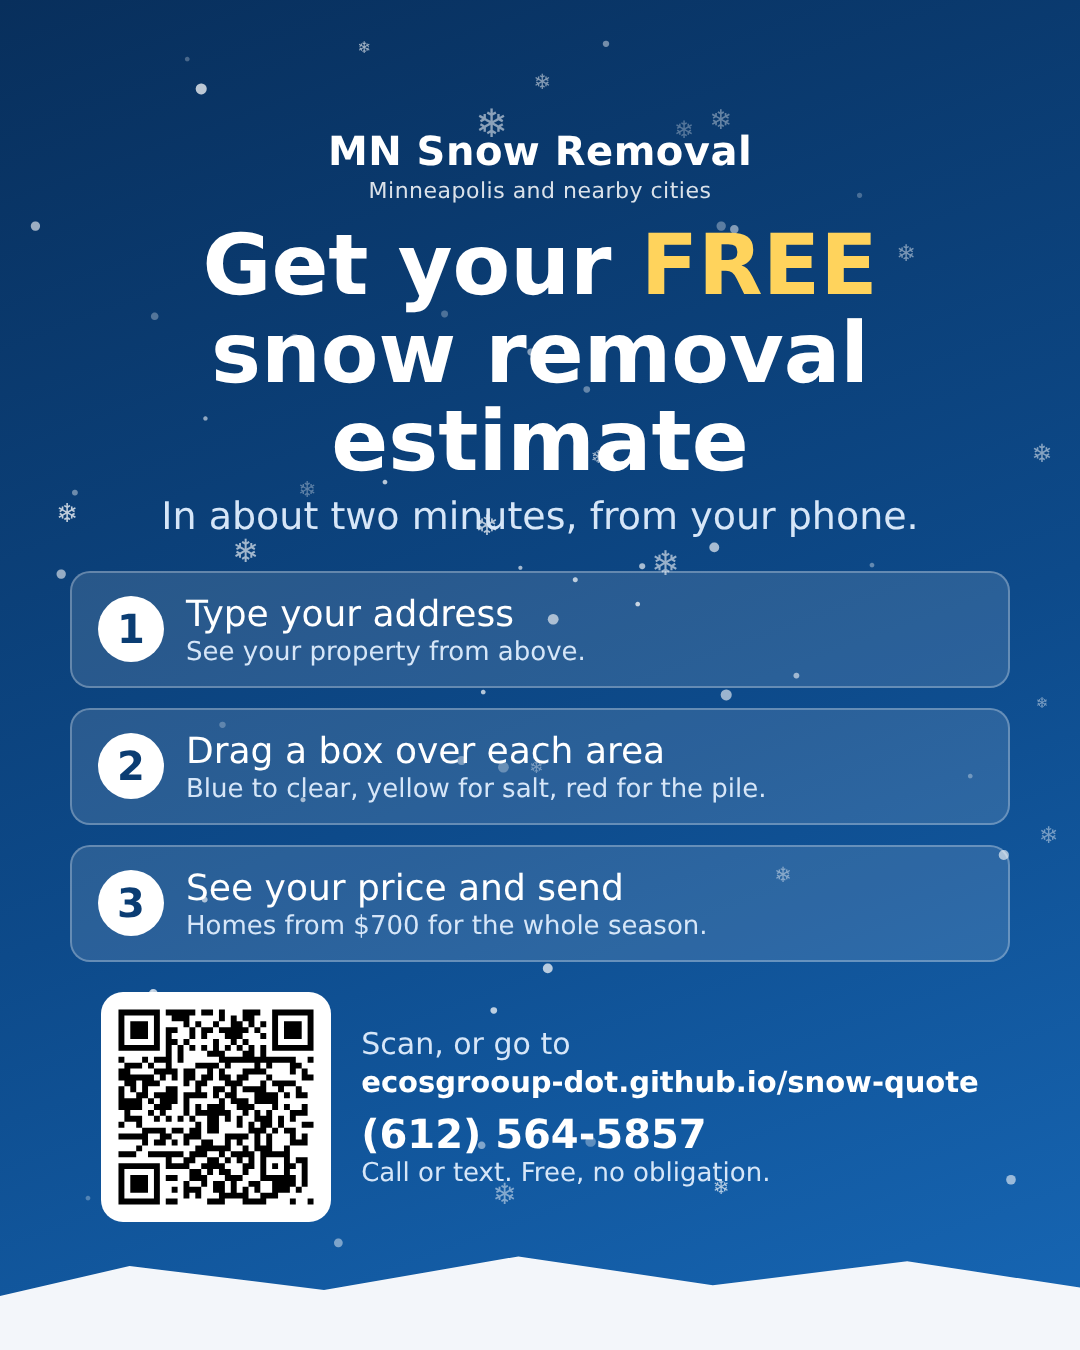 MN Snow Removal
Minneapolis and nearby cities
Get your FREE
snow removal
estimate
In about two minutes, from your phone.
1
Type your address
See your property from above.
2
Drag a box over each area
Blue to clear, yellow for salt, red for the pile.
3
See your price and send
Homes from $700 for the whole season.
Scan, or go to
ecosgrooup-dot.github.io/snow-quote
(612) 564-5857
Call or text. Free, no obligation.